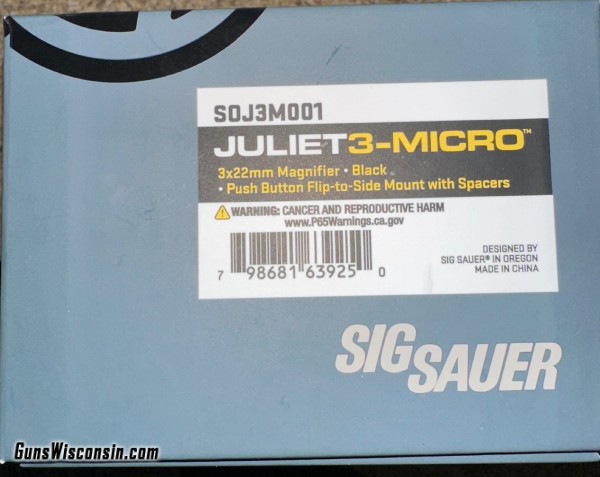 SOJ3M001
JULIET3-MICRO™
3x22mm Magnifier • Black
• Push Button Flip-to-Side Mount with Spacers
WARNING: CANCER AND REPRODUCTIVE HARM
www.P65Warnings.ca.gov
7 98681 63925 0
DESIGNED BY
SIG SAUER® IN OREGON
MADE IN CHINA
SIG SAUER
GunsWisconsin.com